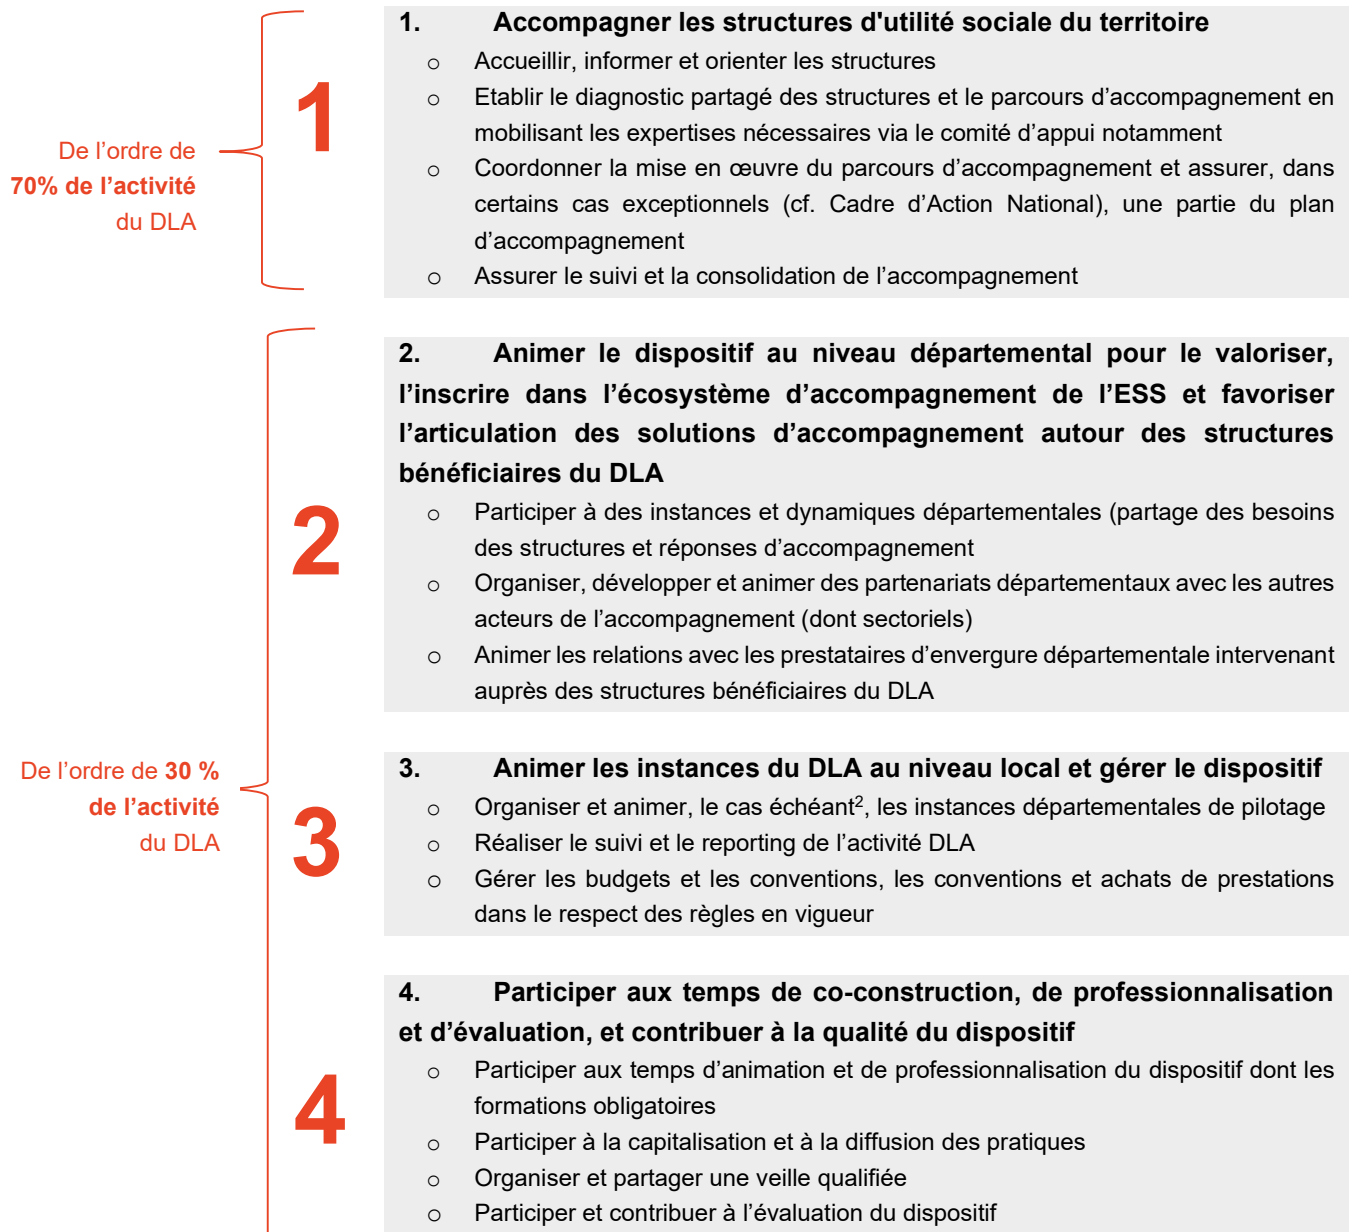 De l’ordre de
70% de l’activité
du DLA
1
1. Accompagner les structures d'utilité sociale du territoire
o Accueillir, informer et orienter les structures
o Etablir le diagnostic partagé des structures et le parcours d’accompagnement en
mobilisant les expertises nécessaires via le comité d’appui notamment
o Coordonner la mise en œuvre du parcours d’accompagnement et assurer, dans
certains cas exceptionnels (cf. Cadre d’Action National), une partie du plan
d’accompagnement
o Assurer le suivi et la consolidation de l’accompagnement
De l’ordre de 30 %
de l’activité
du DLA
2
2. Animer le dispositif au niveau départemental pour le valoriser,
l’inscrire dans l’écosystème d’accompagnement de l’ESS et favoriser
l’articulation des solutions d’accompagnement autour des structures
bénéficiaires du DLA
o Participer à des instances et dynamiques départementales (partage des besoins
des structures et réponses d’accompagnement
o Organiser, développer et animer des partenariats départementaux avec les autres
acteurs de l’accompagnement (dont sectoriels)
o Animer les relations avec les prestataires d’envergure départementale intervenant
auprès des structures bénéficiaires du DLA
3
3. Animer les instances du DLA au niveau local et gérer le dispositif
o Organiser et animer, le cas échéant², les instances départementales de pilotage
o Réaliser le suivi et le reporting de l’activité DLA
o Gérer les budgets et les conventions, les conventions et achats de prestations
dans le respect des règles en vigueur
4
4. Participer aux temps de co-construction, de professionnalisation
et d’évaluation, et contribuer à la qualité du dispositif
o Participer aux temps d’animation et de professionnalisation du dispositif dont les
formations obligatoires
o Participer à la capitalisation et à la diffusion des pratiques
o Organiser et partager une veille qualifiée
o Participer et contribuer à l’évaluation du dispositif